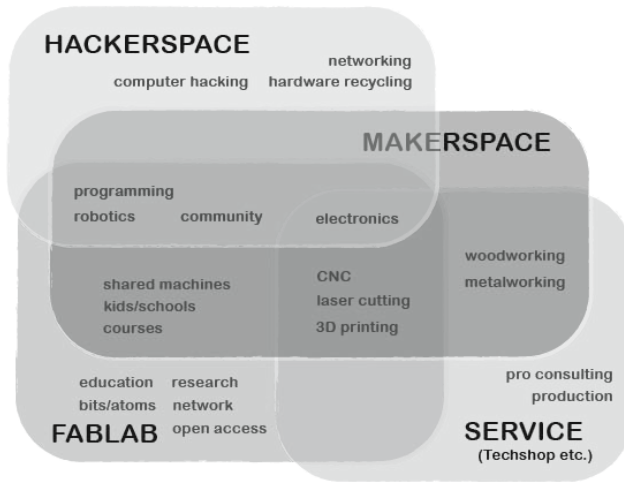 HACKERSPACE
networking
computer hacking hardware recycling
MAKERSPACE
programming
robotics community electronics
woodworking
metalworking
CNC
laser cutting
3D printing
shared machines
kids/schools
courses
pro consulting
production
education research
bits/atoms network
FABLAB open access
SERVICE
(Techshop etc.)